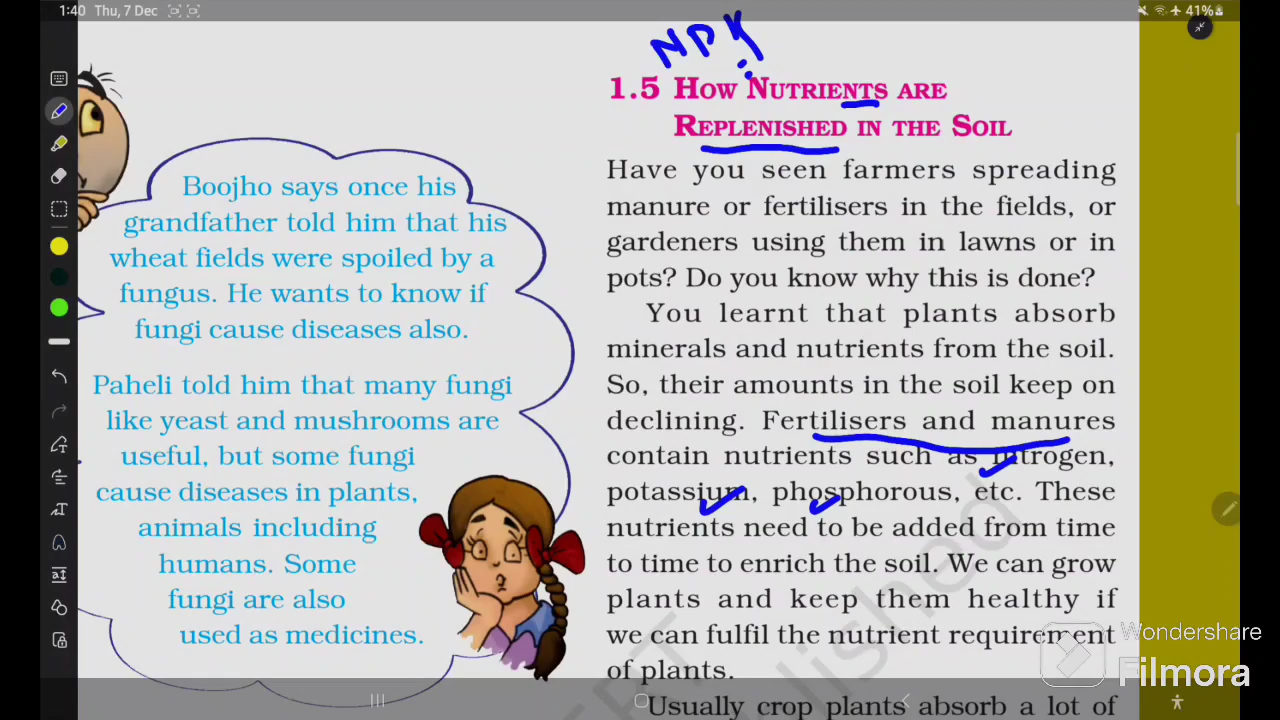 1:40 Thu, 7 Dec
41%
NPK
1.5 HOW NUTRIENTS ARE
REPLENISHED IN THE SOIL
Boojho says once his
grandfather told him that his
wheat fields were spoiled by a
fungus. He wants to know if
fungi cause diseases also.
Paheli told him that many fungi
like yeast and mushrooms are
useful, but some fungi
cause diseases in plants,
animals including
humans. Some
fungi are also
used as medicines.
Have you seen farmers spreading
manure or fertilisers in the fields, or
gardeners using them in lawns or in
pots? Do you know why this is done?
You learnt that plants absorb
minerals and nutrients from the soil.
So, their amounts in the soil keep on
declining. Fertilisers and manures
contain nutrients such as nitrogen,
potassium, phosphorous, etc. These
nutrients need to be added from time
to time to enrich the soil. We can grow
plants and keep them healthy if
we can fulfil the nutrient requirement
of plants.
Usually crop plants absorb a lot of
Wondershare
Filmora